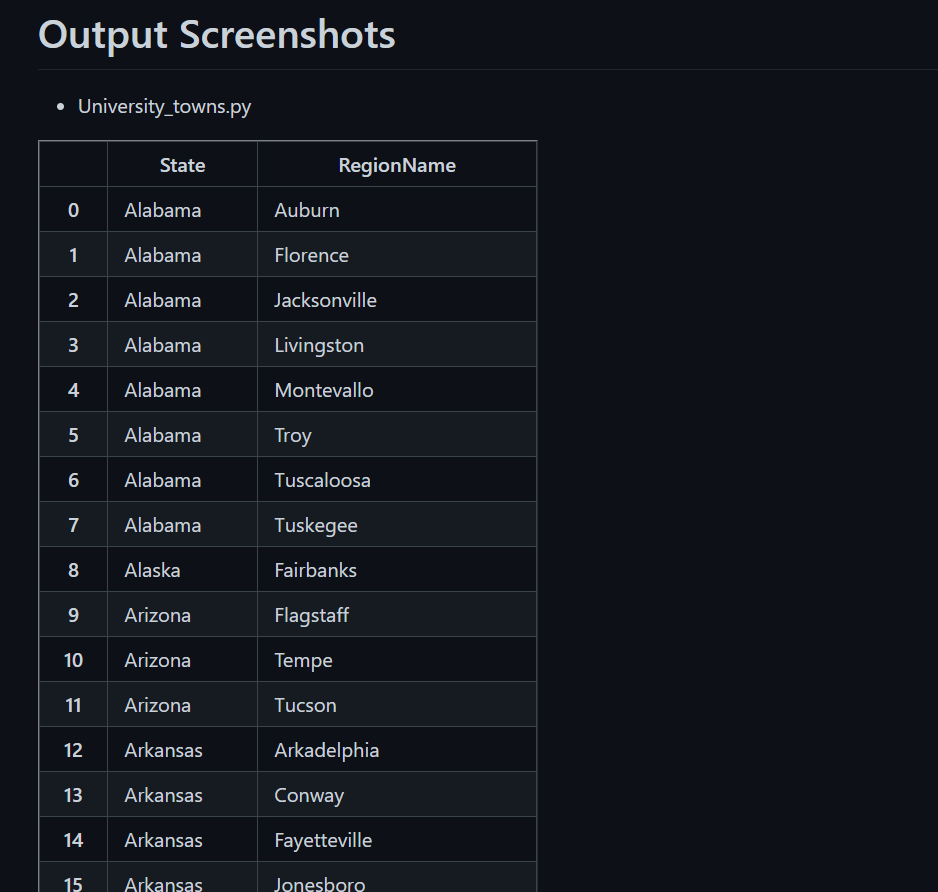 Output Screenshots
University_towns.py
State RegionName
0 Alabama Auburn
1 Alabama Florence
2 Alabama Jacksonville
3 Alabama Livingston
4 Alabama Montevallo
5 Alabama Troy
6 Alabama Tuscaloosa
7 Alabama Tuskegee
8 Alaska Fairbanks
9 Arizona Flagstaff
10 Arizona Tempe
11 Arizona Tucson
12 Arkansas Arkadelphia
13 Arkansas Conway
14 Arkansas Fayetteville
15 Arkansas Jonesboro